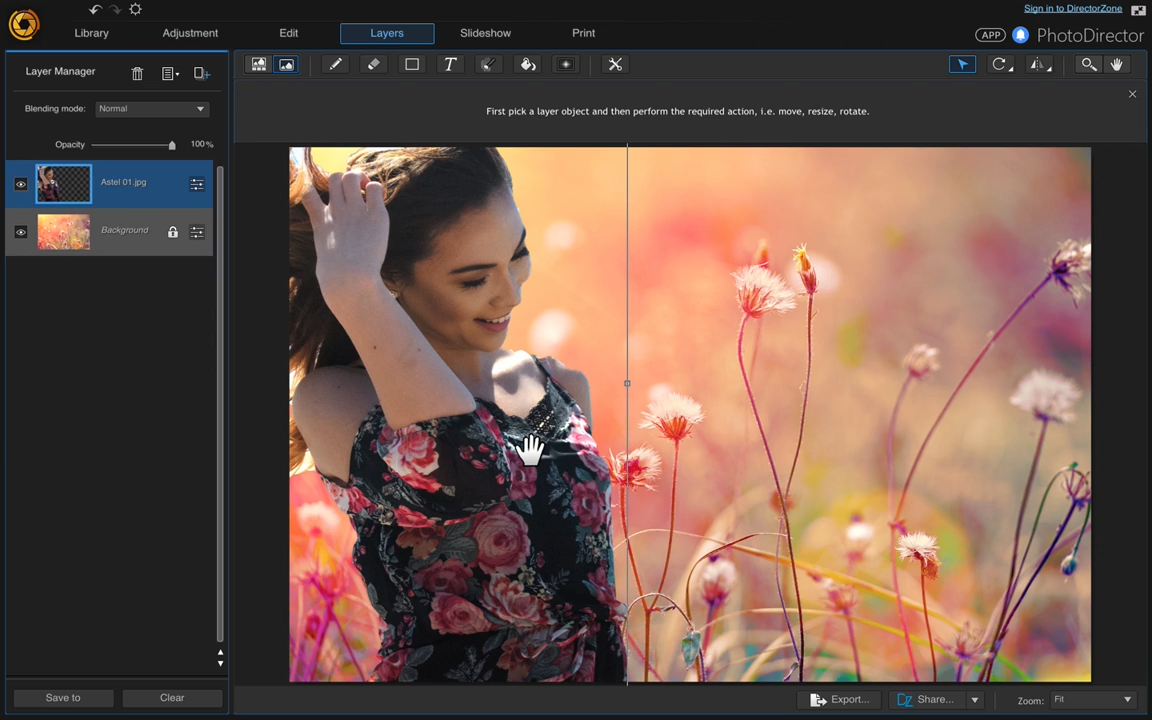 Sign in to DirectorZone
Library
Adjustment
Edit
Layers
Slideshow
Print
APP
PhotoDirector
Layer Manager
T
Blending mode:
Normal
First pick a layer object and then perform the required action, i.e. move, resize, rotate.
Opacity
100%
Astel 01.jpg
Background
Save to
Clear
Export...
Share...
Zoom:
Fit